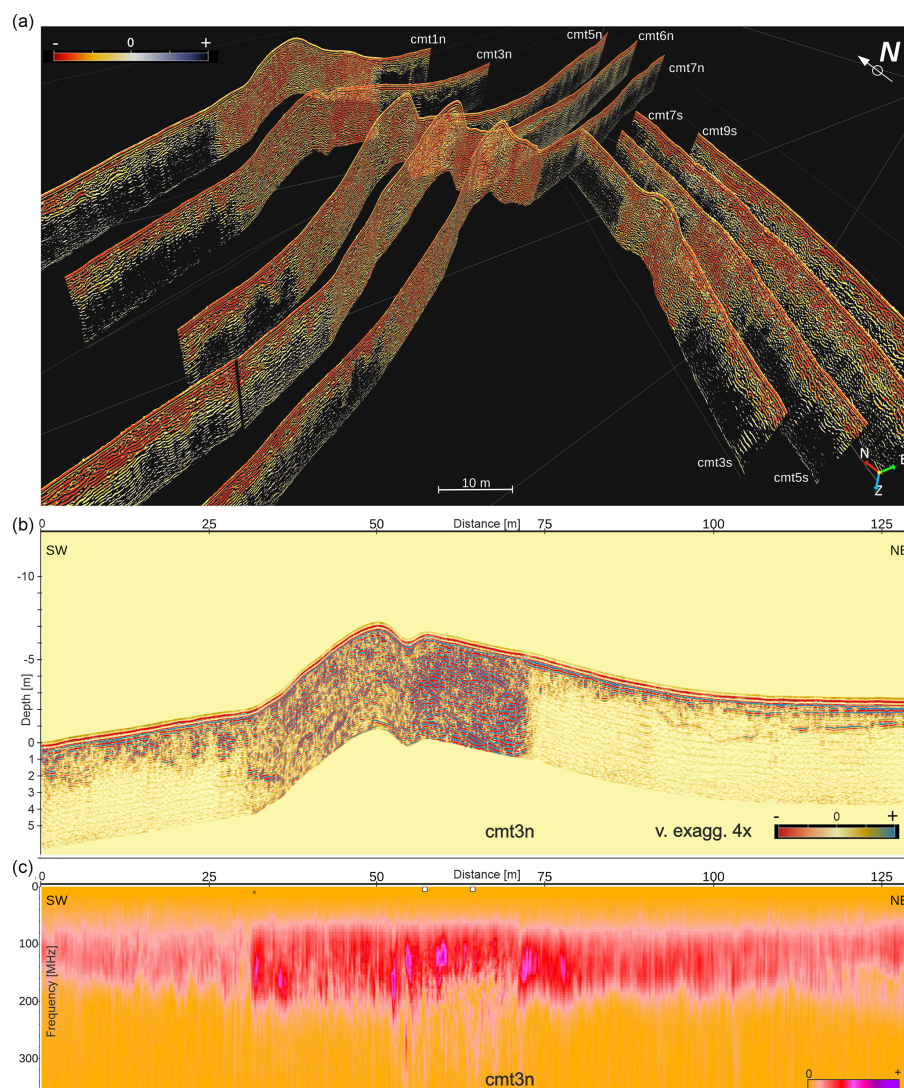 (a)
- 0 +
cmt1n
cmt3n
cmt5n
cmt6n
cmt7n
N
cmt7s
cmt9s
cmt3s
cmt5s
10 m
N
E
Z
(b)
0 25 50 Distance [m] 75 100 125
SW NE
Depth [m]
-10
-5
0
1
2
3
4
5
cmt3n
v. exagg. 4x
- 0 +
(c)
0 25 50 Distance [m] 75 100 125
SW NE
Frequency [MHz]
0
100
200
300
cmt3n
0 +